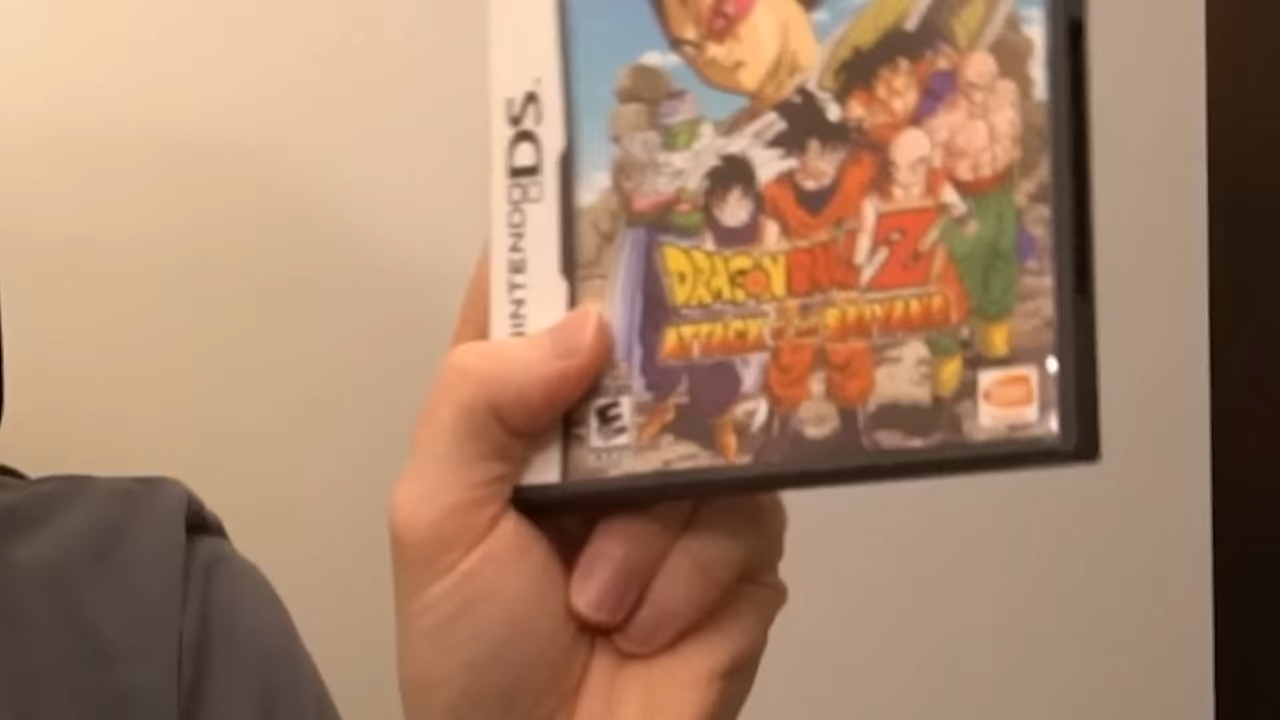 NINTENDO DS
DRAGON BALL Z
ATTACK OF THE SAIYANS
E